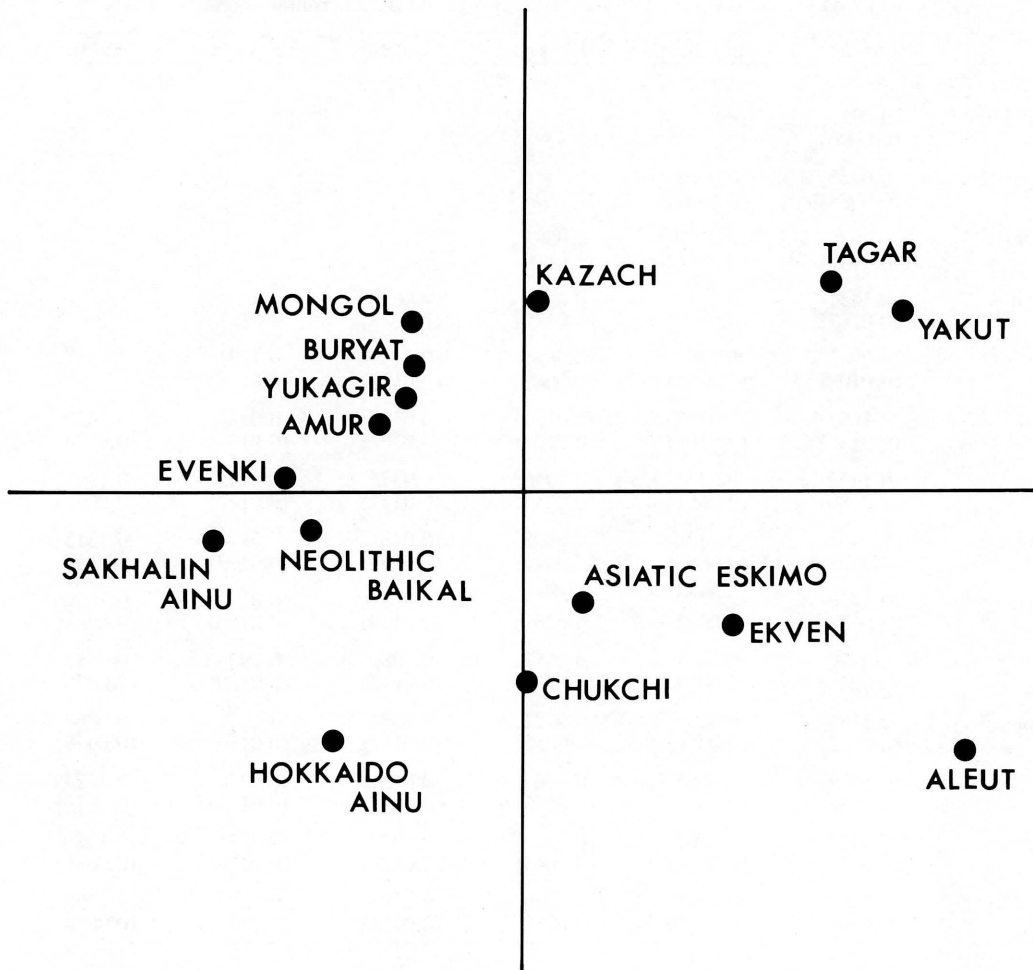 TAGAR
KAZACH
MONGOL
YAKUT
BURYAT
YUKAGIR
AMUR
EVENKI
SAKHALIN
AINU
NEOLITHIC
BAIKAL
ASIATIC ESKIMO
EKVEN
CHUKCHI
HOKKAIDO
AINU
ALEUT